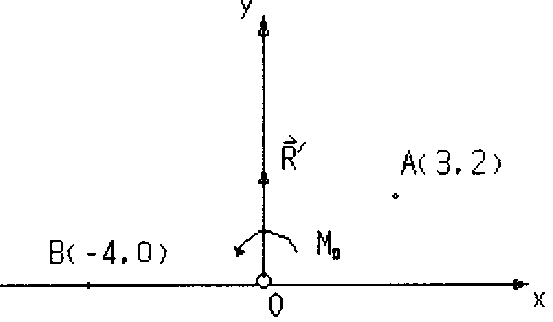 y
R⃗′
A(3.2)
M₀
B(-4.0)
O
x